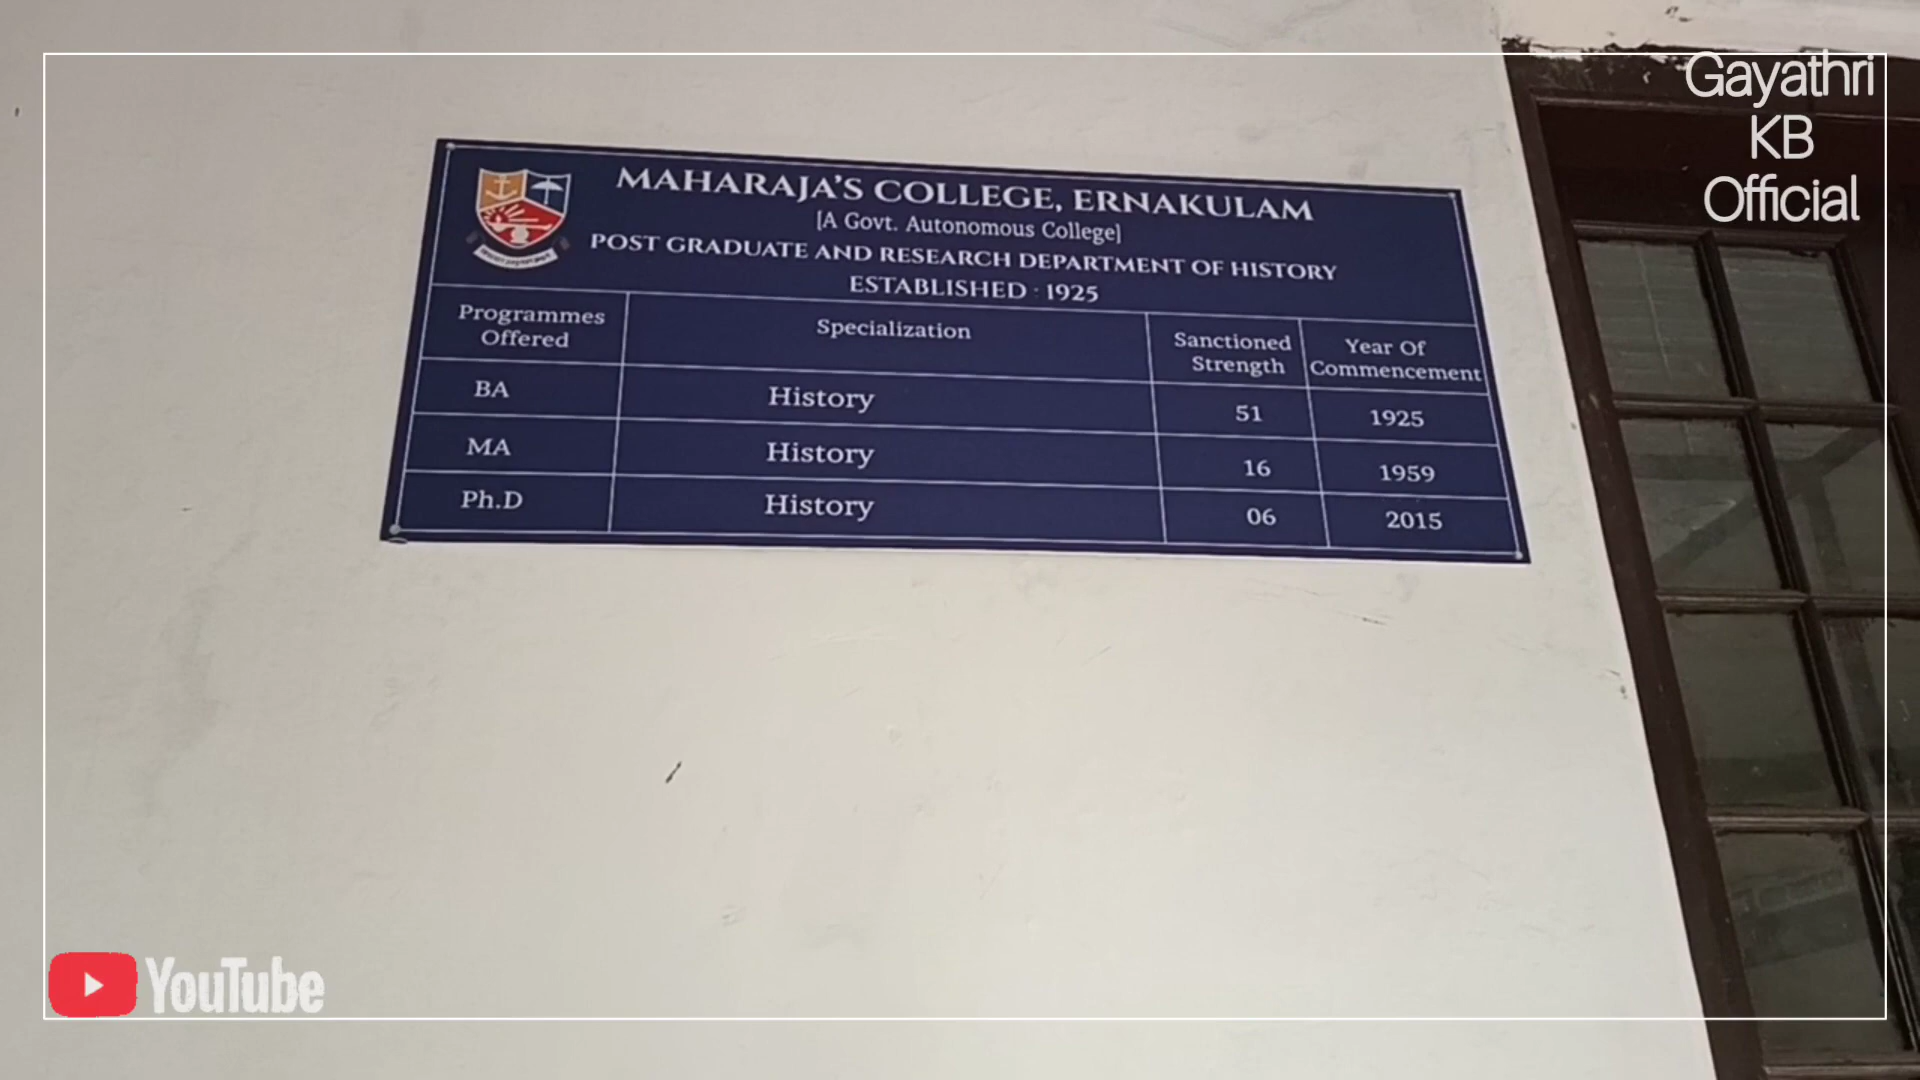 MAHARAJA'S COLLEGE, ERNAKULAM
[A Govt. Autonomous College]
POST GRADUATE AND RESEARCH DEPARTMENT OF HISTORY
ESTABLISHED : 1925
Programmes Offered Specialization Sanctioned Strength Year Of Commencement
BA History 51 1925
MA History 16 1959
Ph.D History 06 2015
Gayathri
KB
Official
YouTube